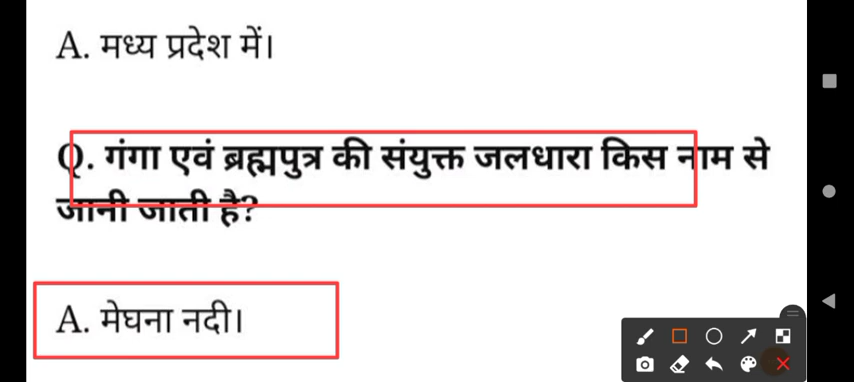 A. मध्य प्रदेश में।
Q. गंगा एवं ब्रह्मपुत्र की संयुक्त जलधारा किस नाम से
जानी जाती है?
A. मेघना नदी।